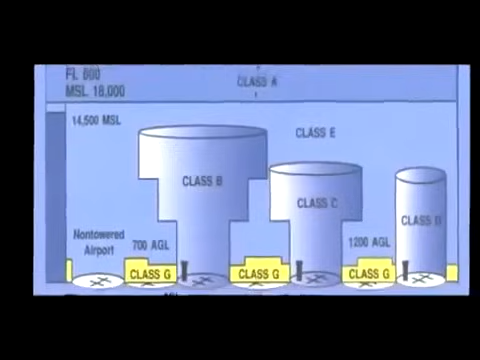 FL 600
MSL 18,000
CLASS A
14,500 MSL
CLASS E
CLASS B
CLASS C
CLASS D
Nontowered
Airport
700 AGL
1200 AGL
CLASS G
CLASS G
CLASS G